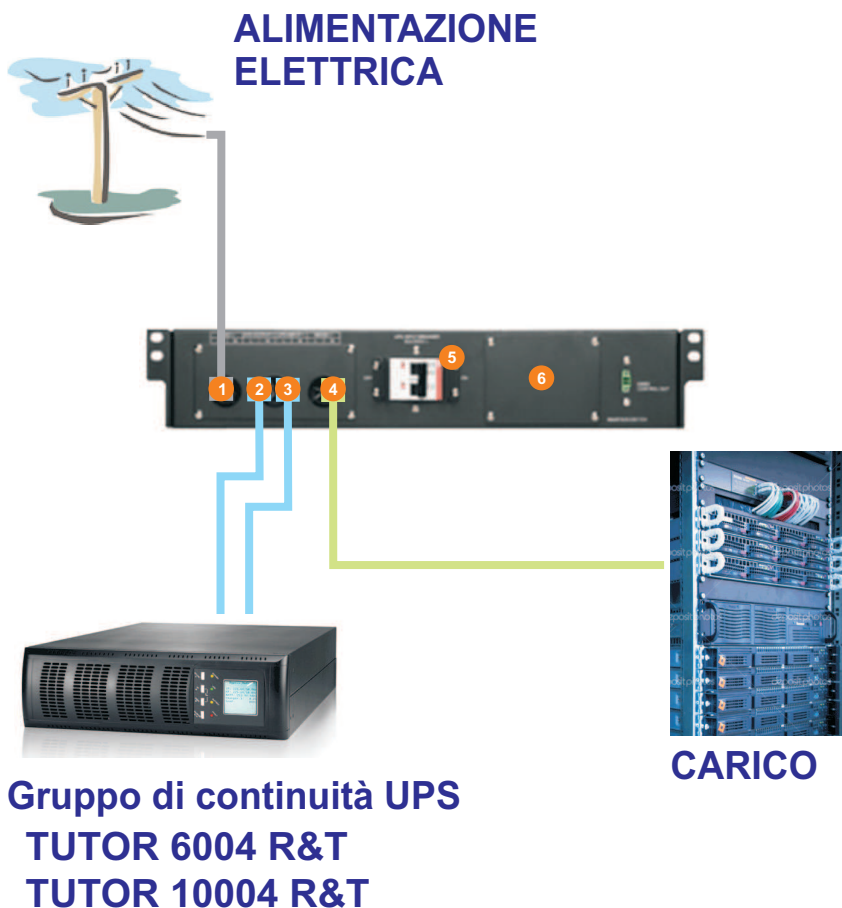 ALIMENTAZIONE
ELETTRICA
1
2
3
4
5
6
CARICO
Gruppo di continuità UPS
TUTOR 6004 R&T
TUTOR 10004 R&T